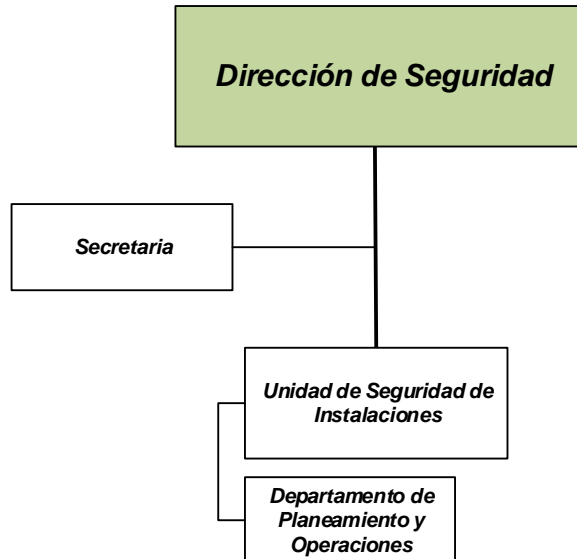 Dirección de Seguridad
Secretaria
Unidad de Seguridad de
Instalaciones
Departamento de
Planeamiento y
Operaciones